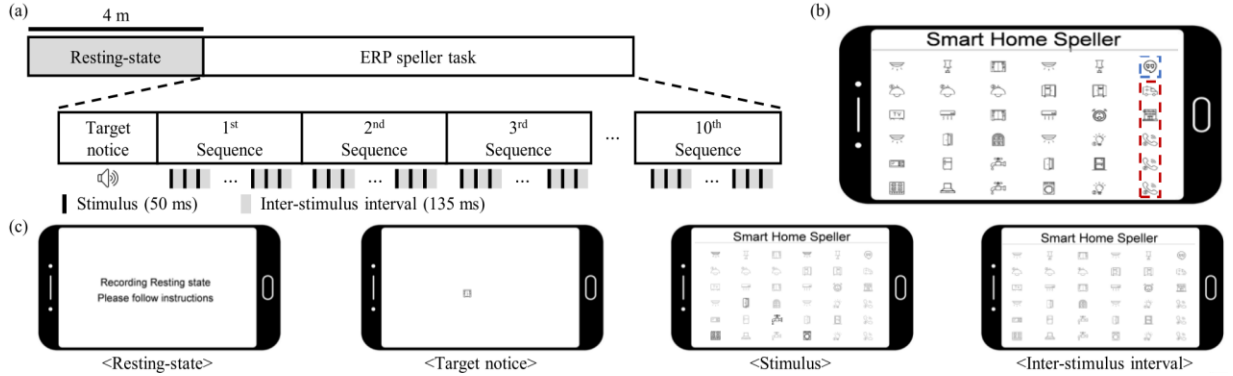 (a)
4 m
Resting-state
ERP speller task
Target
notice
1st
Sequence
2nd
Sequence
3rd
Sequence
...
10th
Sequence
... ... ... ...
Stimulus (50 ms)
Inter-stimulus interval (135 ms)
(b)
Smart Home Speller
TV
(c)
Recording Resting state
Please follow instructions
<Resting-state>
<Target notice>
Smart Home Speller
<Stimulus>
Smart Home Speller
<Inter-stimulus interval>